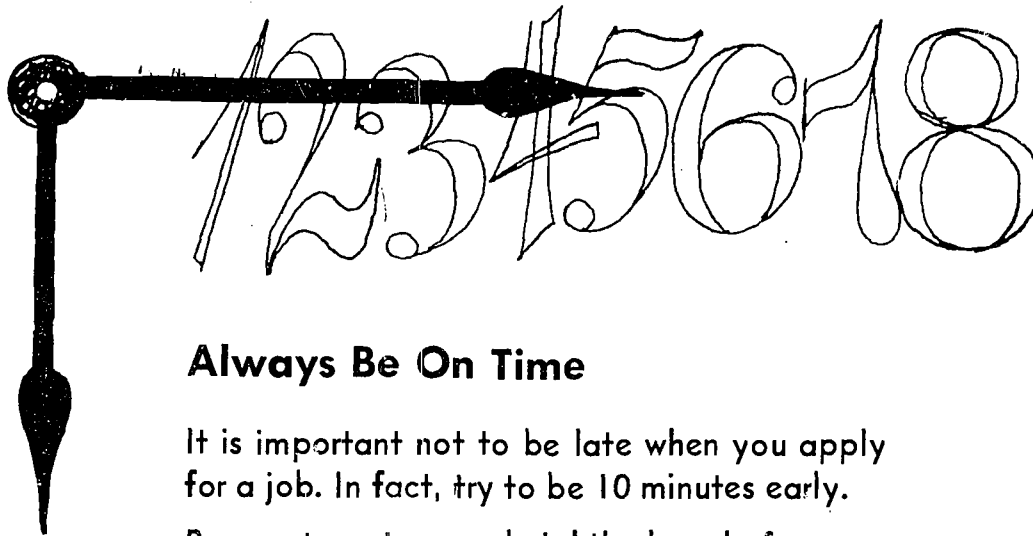 12345678
Always Be On Time
It is important not to be late when you apply
for a job. In fact, try to be 10 minutes early.